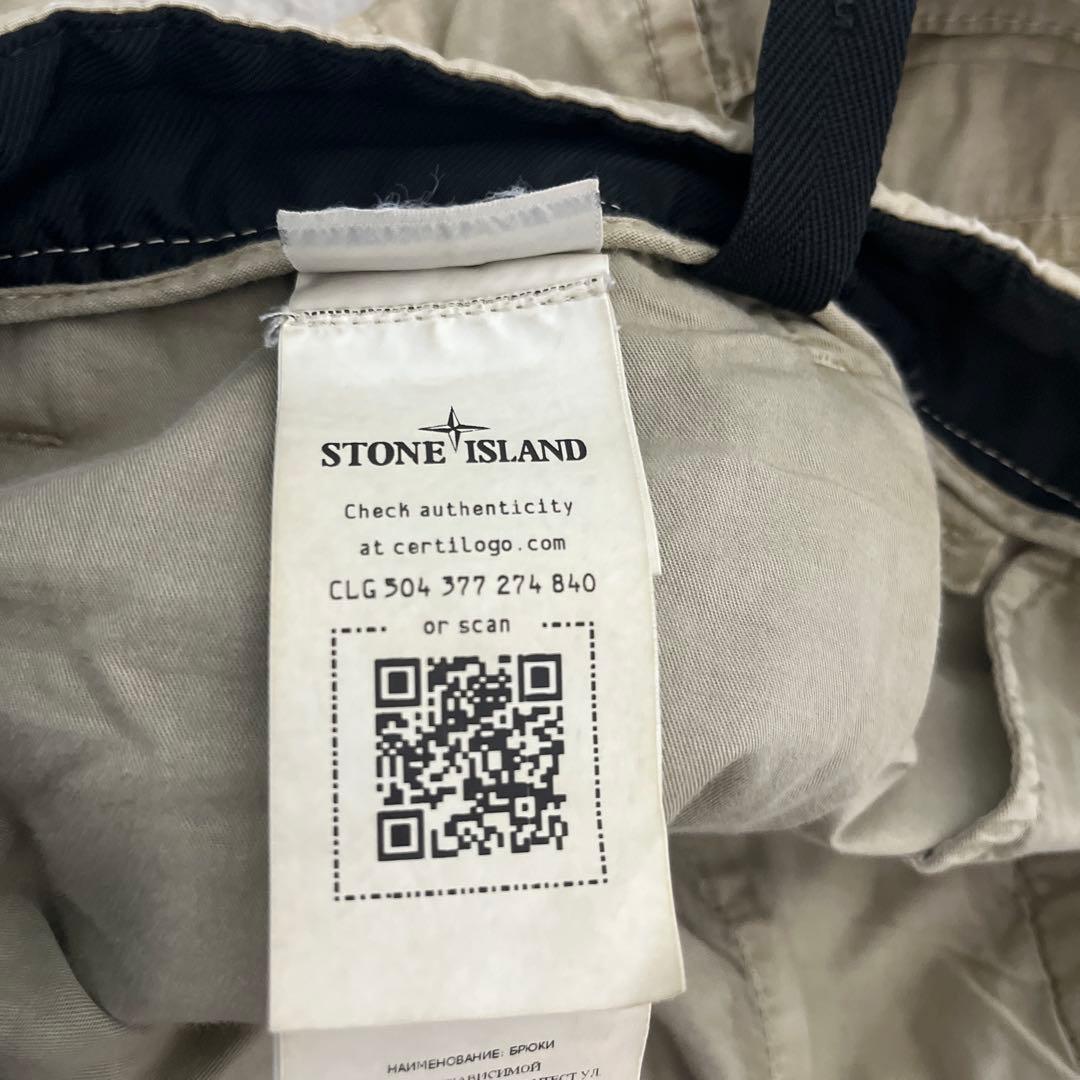 STONE ISLAND
Check authenticity
at certilogo.com
CLG 504 377 274 840
or scan
НАИМЕНОВАНИЕ: БРЮКИ